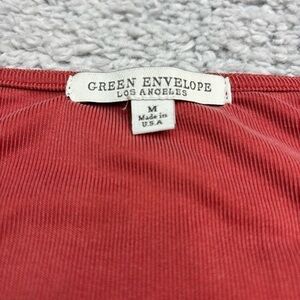 GREEN ENVELOPE
LOS ANGELES
M
Made in
U.S.A